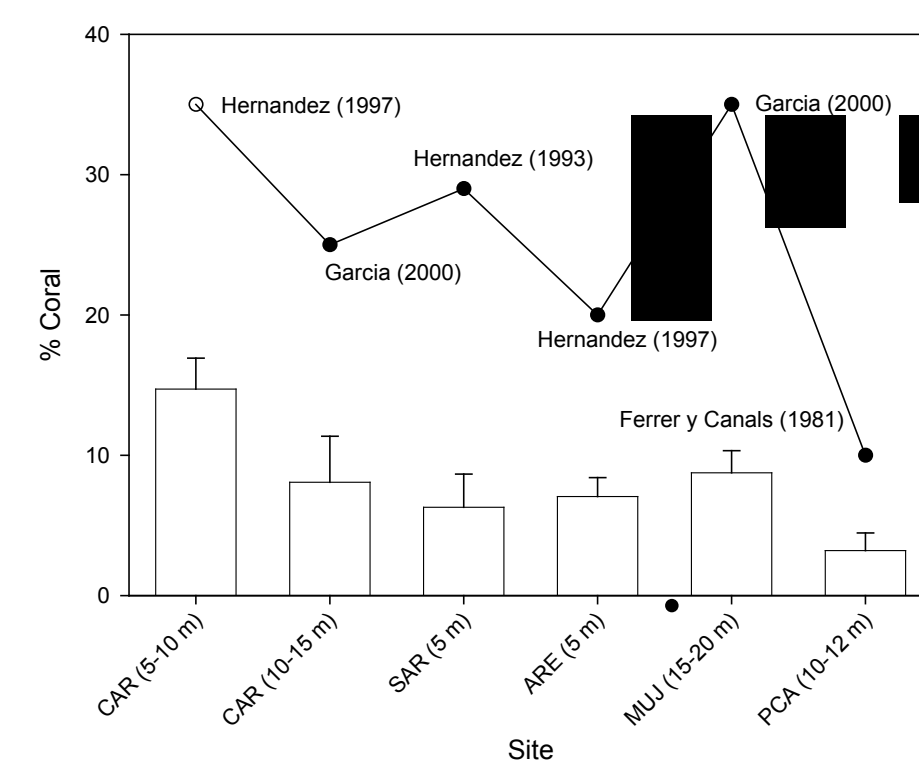 40
Hernandez (1997)
Garcia (2000)
Hernandez (1993)
30
Garcia (2000)
% Coral
20
Hernandez (1997)
Ferrer y Canals (1981)
10
0
CAR (5-10 m)
CAR (10-15 m)
SAR (5 m)
ARE (5 m)
MUJ (15-20 m)
PCA (10-12 m)
Site